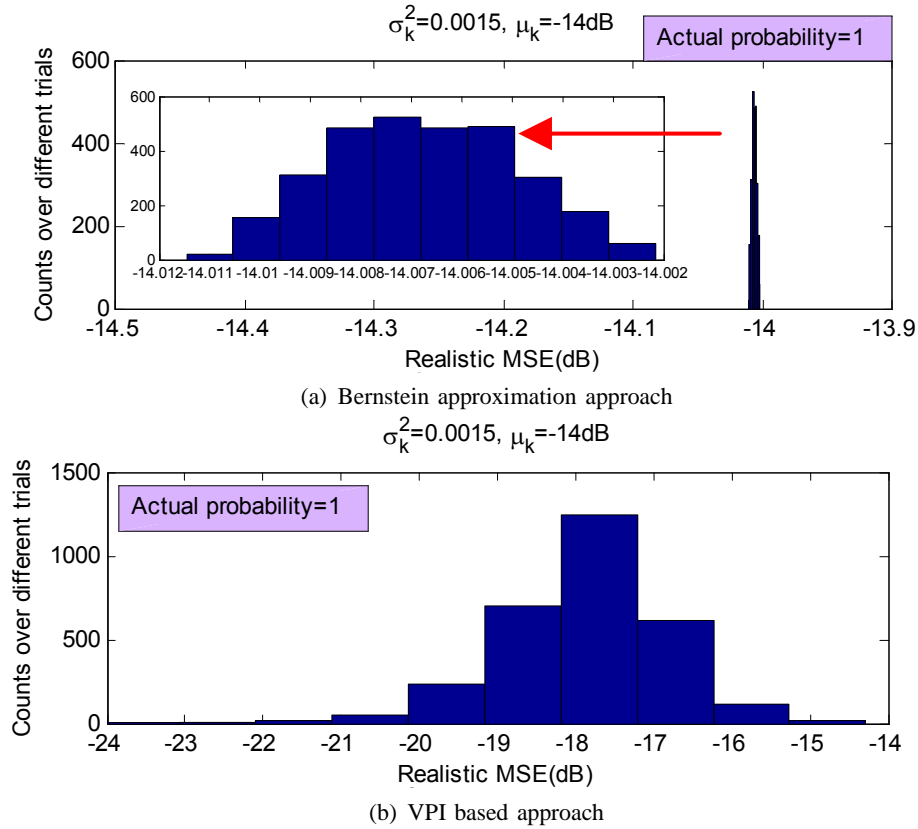 σ_k^2=0.0015, μ_k=-14dB
Actual probability=1
Counts over different trials
600
400
200
0
600
400
200
0
-14.012 -14.011 -14.01 -14.009 -14.008 -14.007 -14.006 -14.005 -14.004 -14.003 -14.002
-14.5 -14.4 -14.3 -14.2 -14.1 -14 -13.9
Realistic MSE(dB)
(a) Bernstein approximation approach
σ_k^2=0.0015, μ_k=-14dB
Actual probability=1
Counts over different trials
1500
1000
500
0
-24 -23 -22 -21 -20 -19 -18 -17 -16 -15 -14
Realistic MSE(dB)
(b) VPI based approach